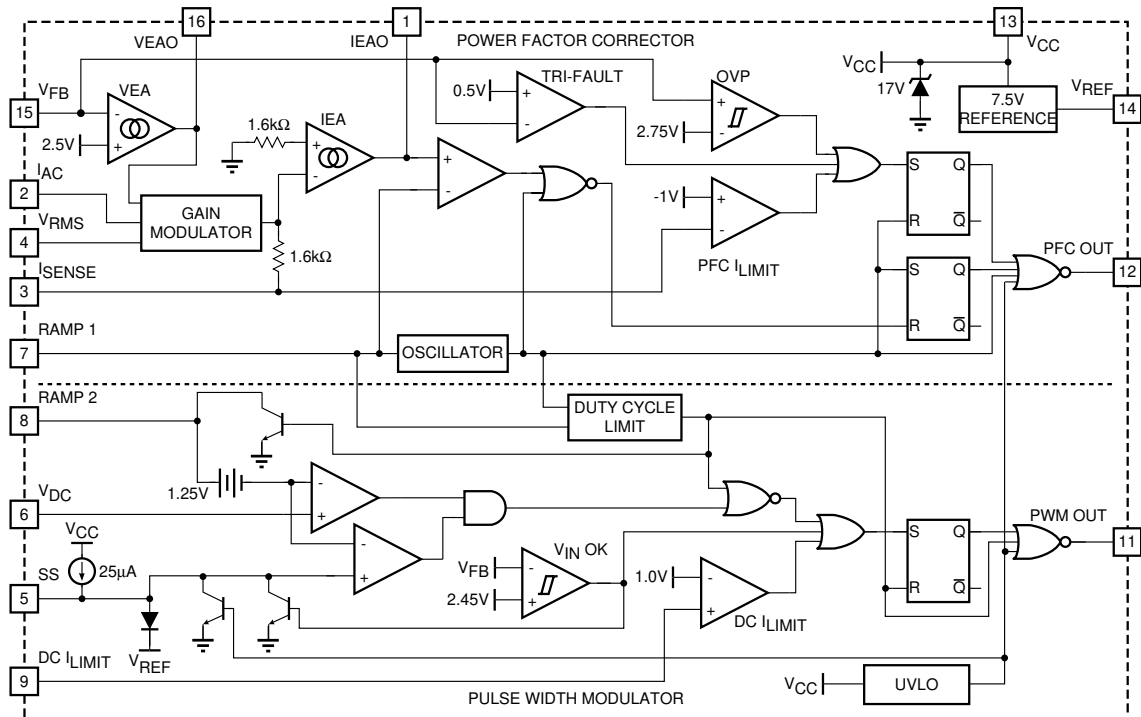 16
1
13
VEAO
IEAO
POWER FACTOR CORRECTOR
VCC
VFB
VEA
TRI-FAULT
OVP
VCC
17V
VREF
15
0.5V
7.5V
REFERENCE
14
-
+
2.5V
1.6kΩ
IEA
+
-
+
-
+
-
2.75V
IAC
2
GAIN
MODULATOR
+
-
-1V
+
-
S Q
R Q
VRMS
4
1.6kΩ
PFC ILIMIT
PFC OUT
ISENSE
3
S Q
R Q
12
RAMP 1
7
OSCILLATOR
RAMP 2
8
DUTY CYCLE
LIMIT
1.25V
-
+
VDC
6
VCC
25µA
SS
5
-
+
VIN OK
VFB
2.45V
-
+
1.0V
-
+
DC ILIMIT
S Q
R Q
PWM OUT
11
VREF
DC ILIMIT
9
PULSE WIDTH MODULATOR
VCC
UVLO